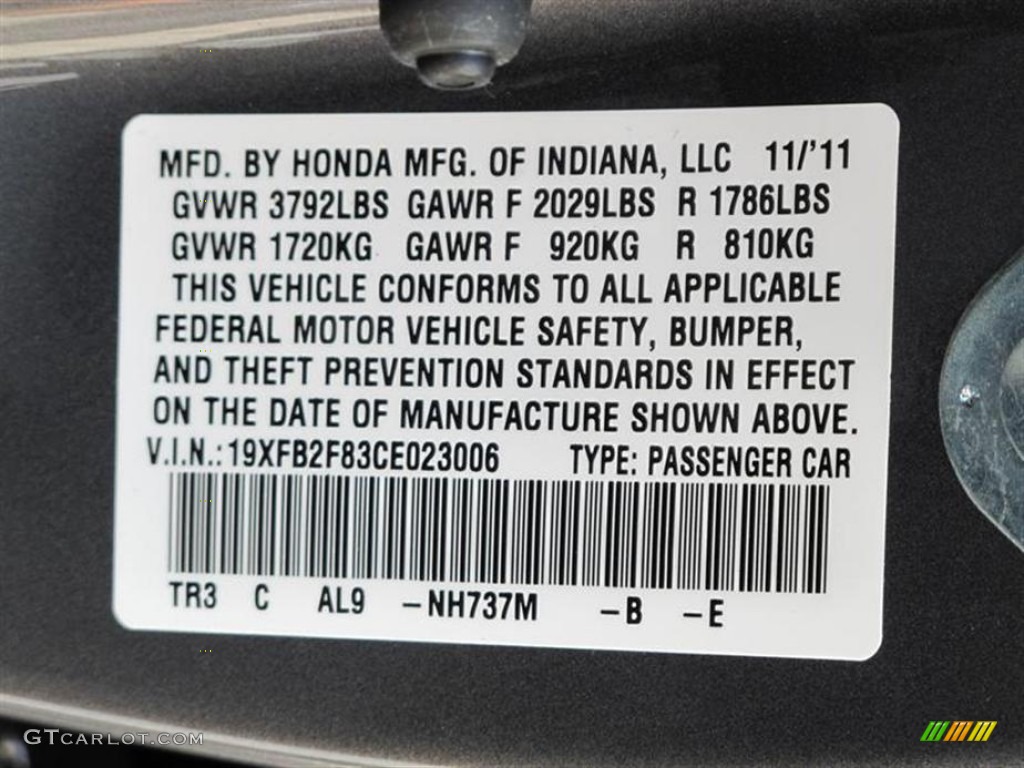 MFD. BY HONDA MFG. OF INDIANA, LLC 11/'11
GVWR 3792LBS GAWR F 2029LBS R 1786LBS
GVWR 1720KG GAWR F 920KG R 810KG
THIS VEHICLE CONFORMS TO ALL APPLICABLE
FEDERAL MOTOR VEHICLE SAFETY, BUMPER,
AND THEFT PREVENTION STANDARDS IN EFFECT
ON THE DATE OF MANUFACTURE SHOWN ABOVE.
V.I.N.: 19XFB2F83CE023006 TYPE: PASSENGER CAR
TR3 C AL9 -NH737M -B -E
GTCARLOT.COM